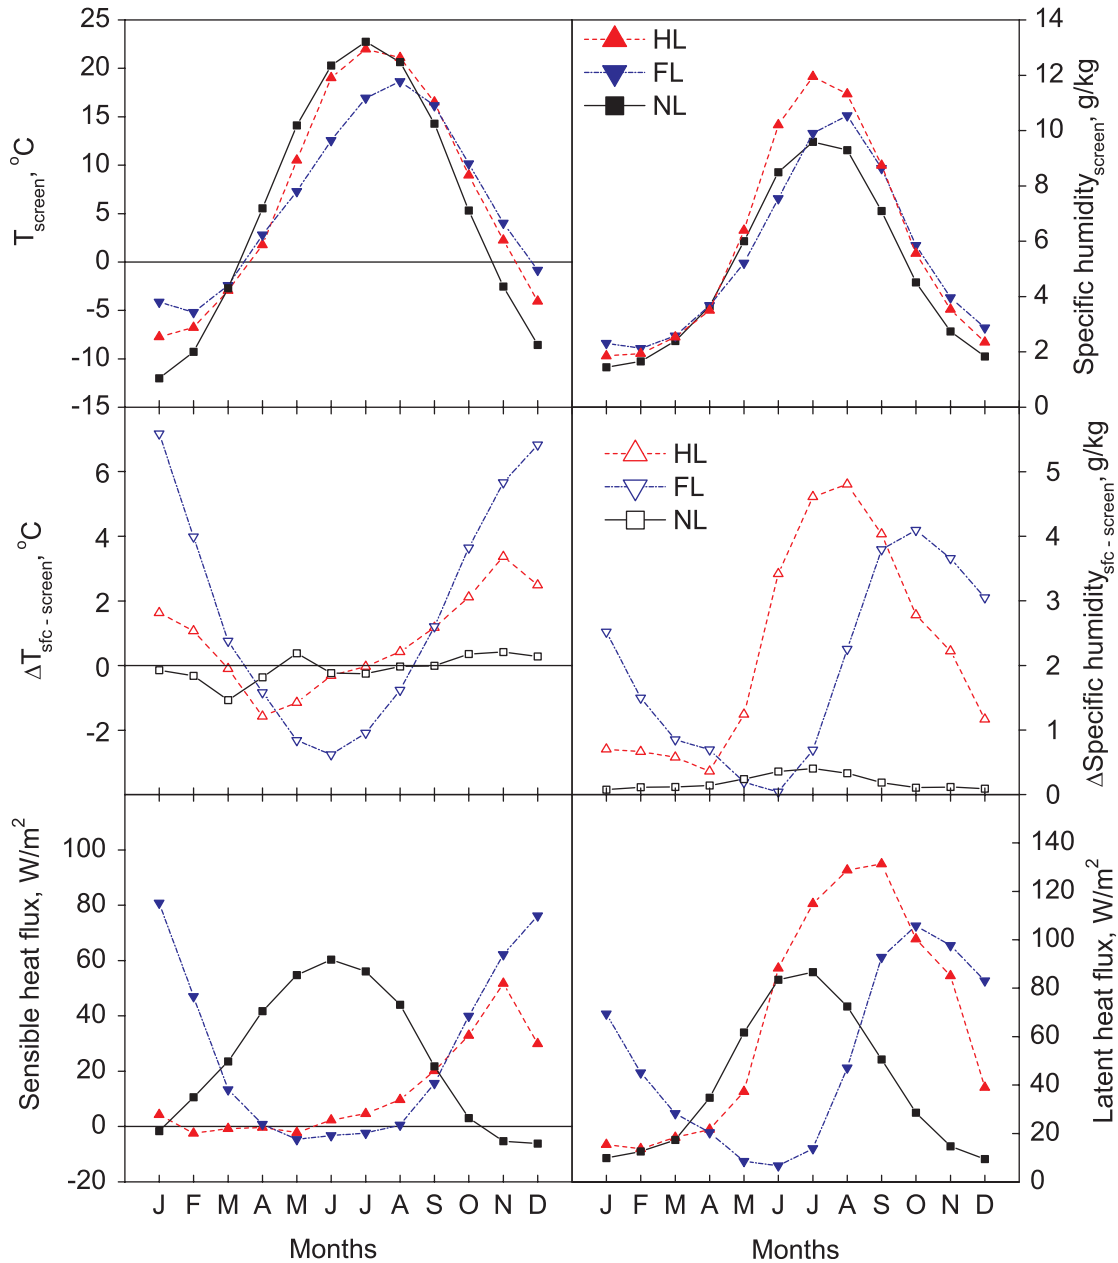 25
20
15
10
5
0
-5
-10
-15
T_screen, °C
HL
FL
NL
14
12
10
8
6
4
2
0
Specific humidity_screen, g/kg
6
4
2
0
-2
ΔT_sfc - screen, °C
HL
FL
NL
5
4
3
2
1
0
ΔSpecific humidity_sfc - screen, g/kg
100
80
60
40
20
0
-20
Sensible heat flux, W/m²
140
120
100
80
60
40
20
0
Latent heat flux, W/m²
J F M A M J J A S O N D
Months
J F M A M J J A S O N D
Months